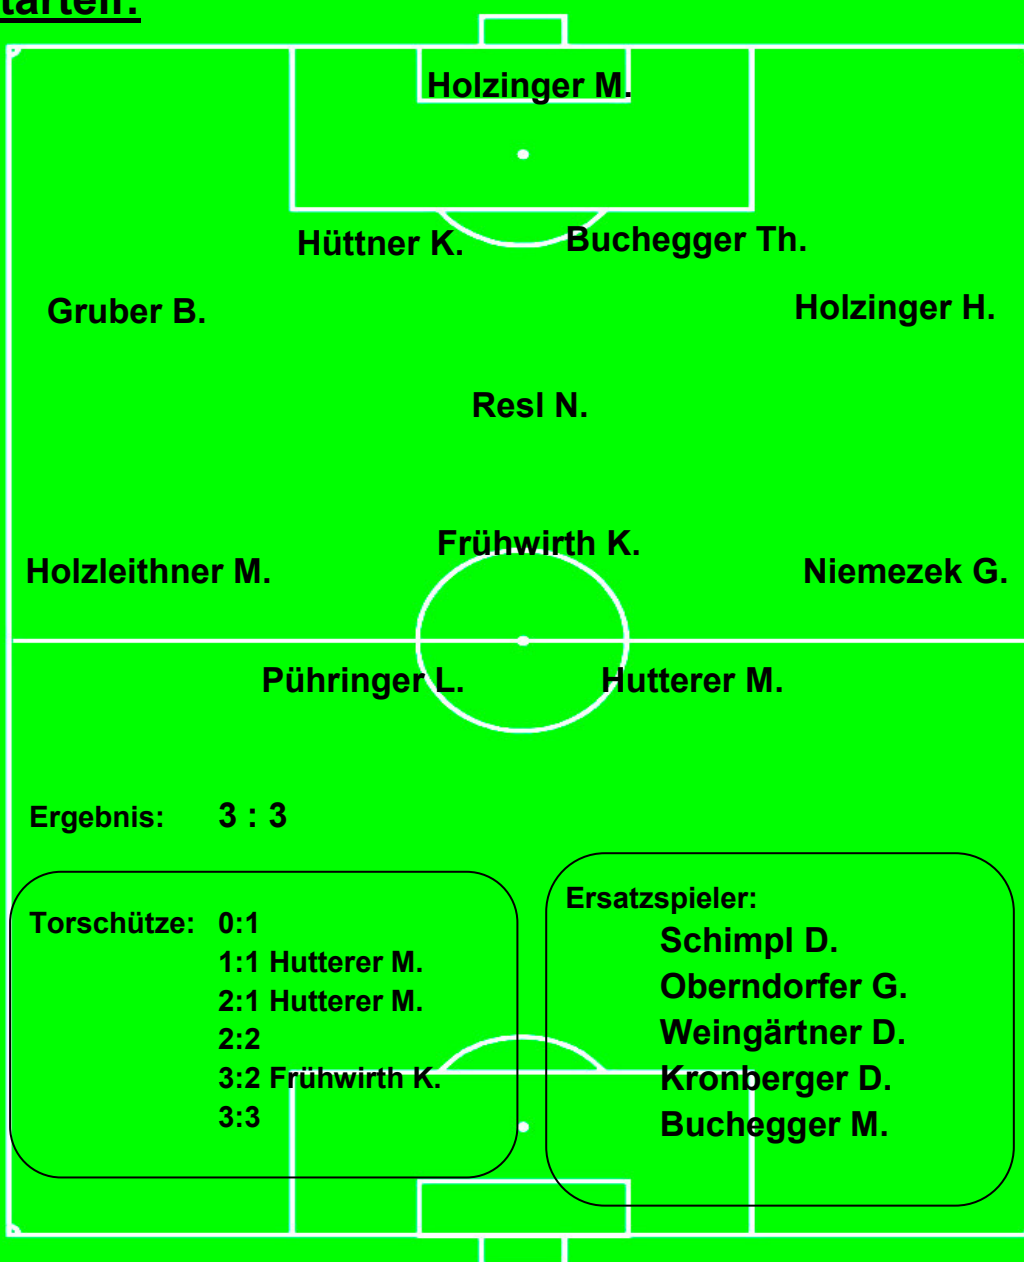 tartelf:
Holzinger M.
Hüttner K. Buchegger Th.
Gruber B. Holzinger H.
Resl N.
Frühwirth K.
Holzleithner M. Niemezek G.
Pühringer L. Hutterer M.
Ergebnis: 3 : 3
Torschütze: 0:1
1:1 Hutterer M.
2:1 Hutterer M.
2:2
3:2 Frühwirth K.
3:3
Ersatzspieler:
Schimpl D.
Oberndorfer G.
Weingärtner D.
Kronberger D.
Buchegger M.